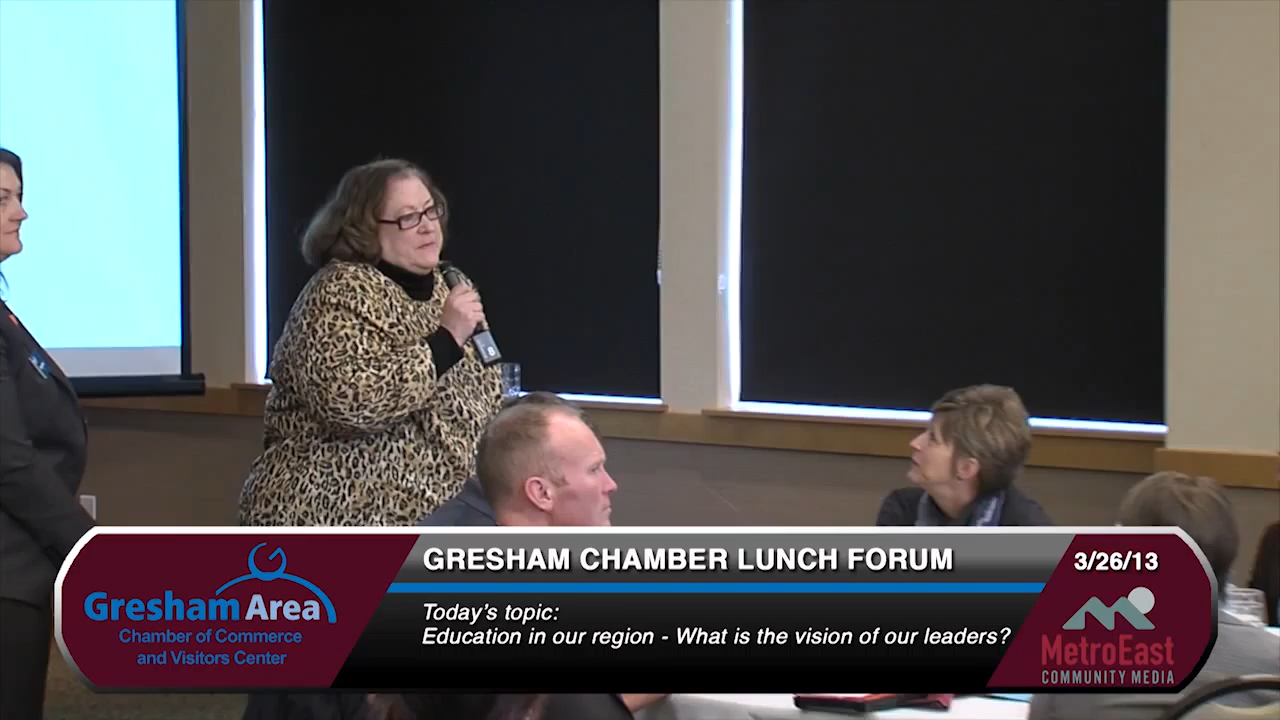 GRESHAM CHAMBER LUNCH FORUM
3/26/13
Gresham Area
Chamber of Commerce
and Visitors Center
Today's topic:
Education in our region - What is the vision of our leaders?
MetroEast
COMMUNITY MEDIA